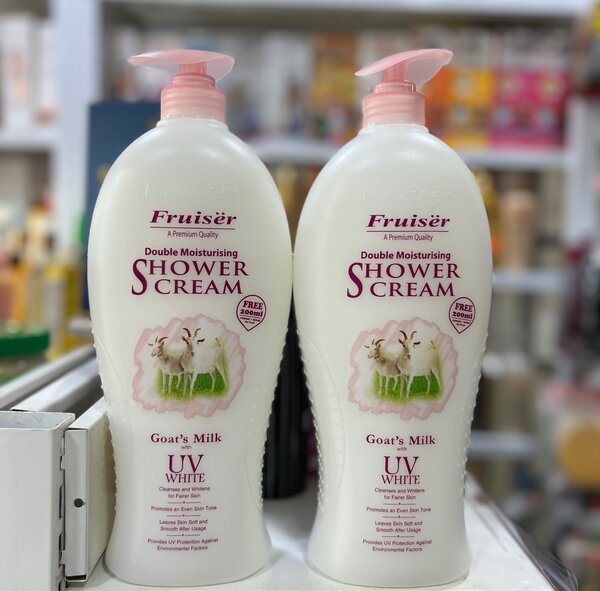 Fruisër
A Premium Quality
Double Moisturising
SHOWER
CREAM
FREE
200ml
Goat's Milk
with
UV
WHITE
Cleanses and Whitens
for Fairer Skin
Promotes an Even Skin Tone
Leaves Skin Soft and
Smooth After Usage
Provides UV Protection Against
Environmental Factors
Fruisër
A Premium Quality
Double Moisturising
SHOWER
CREAM
FREE
200ml
Goat's Milk
with
UV
WHITE
Cleanses and Whitens
for Fairer Skin
Promotes an Even Skin Tone
Leaves Skin Soft and
Smooth After Usage
Provides UV Protection Against
Environmental Factors